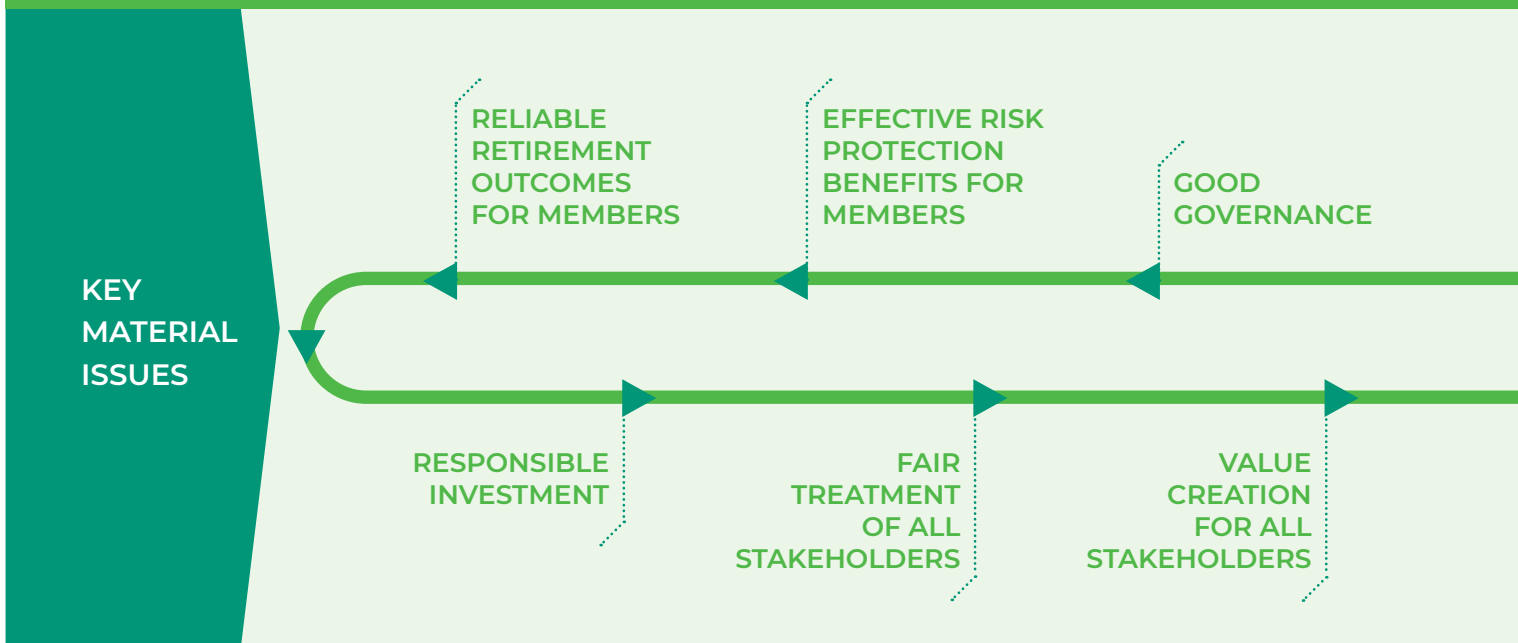 KEY
MATERIAL
ISSUES
RELIABLE
RETIREMENT
OUTCOMES
FOR MEMBERS
EFFECTIVE RISK
PROTECTION
BENEFITS FOR
MEMBERS
GOOD
GOVERNANCE
RESPONSIBLE
INVESTMENT
FAIR
TREATMENT
OF ALL
STAKEHOLDERS
VALUE
CREATION
FOR ALL
STAKEHOLDERS